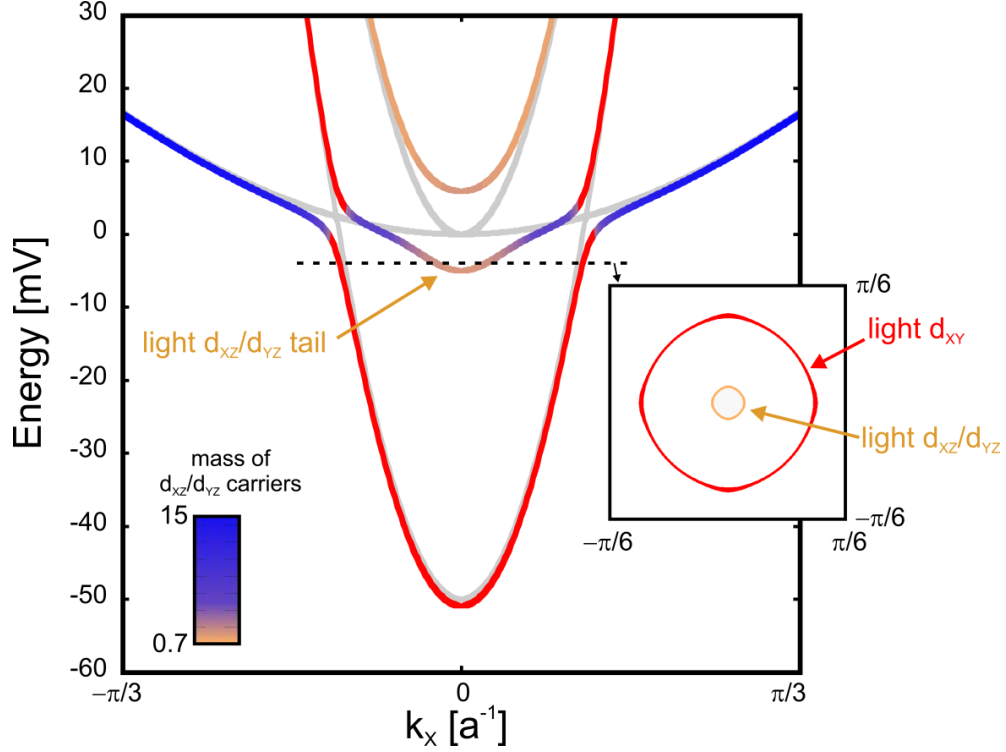 30
20
10
0
-10
-20
-30
-40
-50
-60
Energy [mV]
−π/3
0
π/3
kX [a-1]
light dXZ/dYZ tail
mass of
dXZ/dYZ carriers
15
0.7
π/6
light dXY
light dXZ/dYZ
−π/6
−π/6
π/6